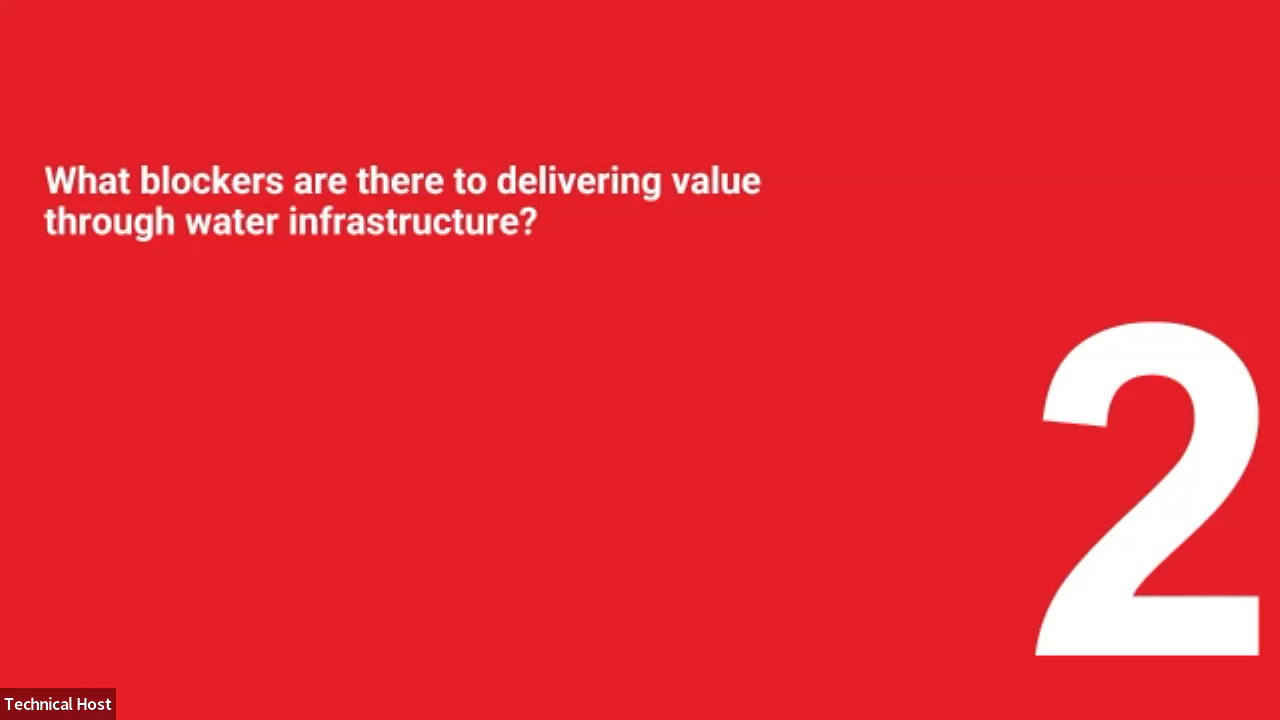 What blockers are there to delivering value
through water infrastructure?
2
Technical Host